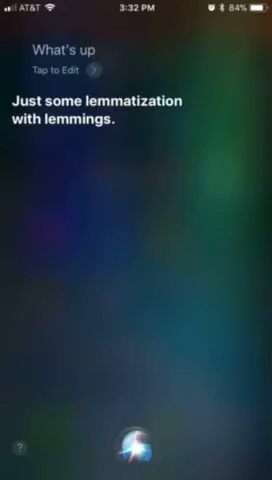 AT&T 3:32 PM 84%
What's up
Tap to Edit
Just some lemmatization
with lemmings.
?